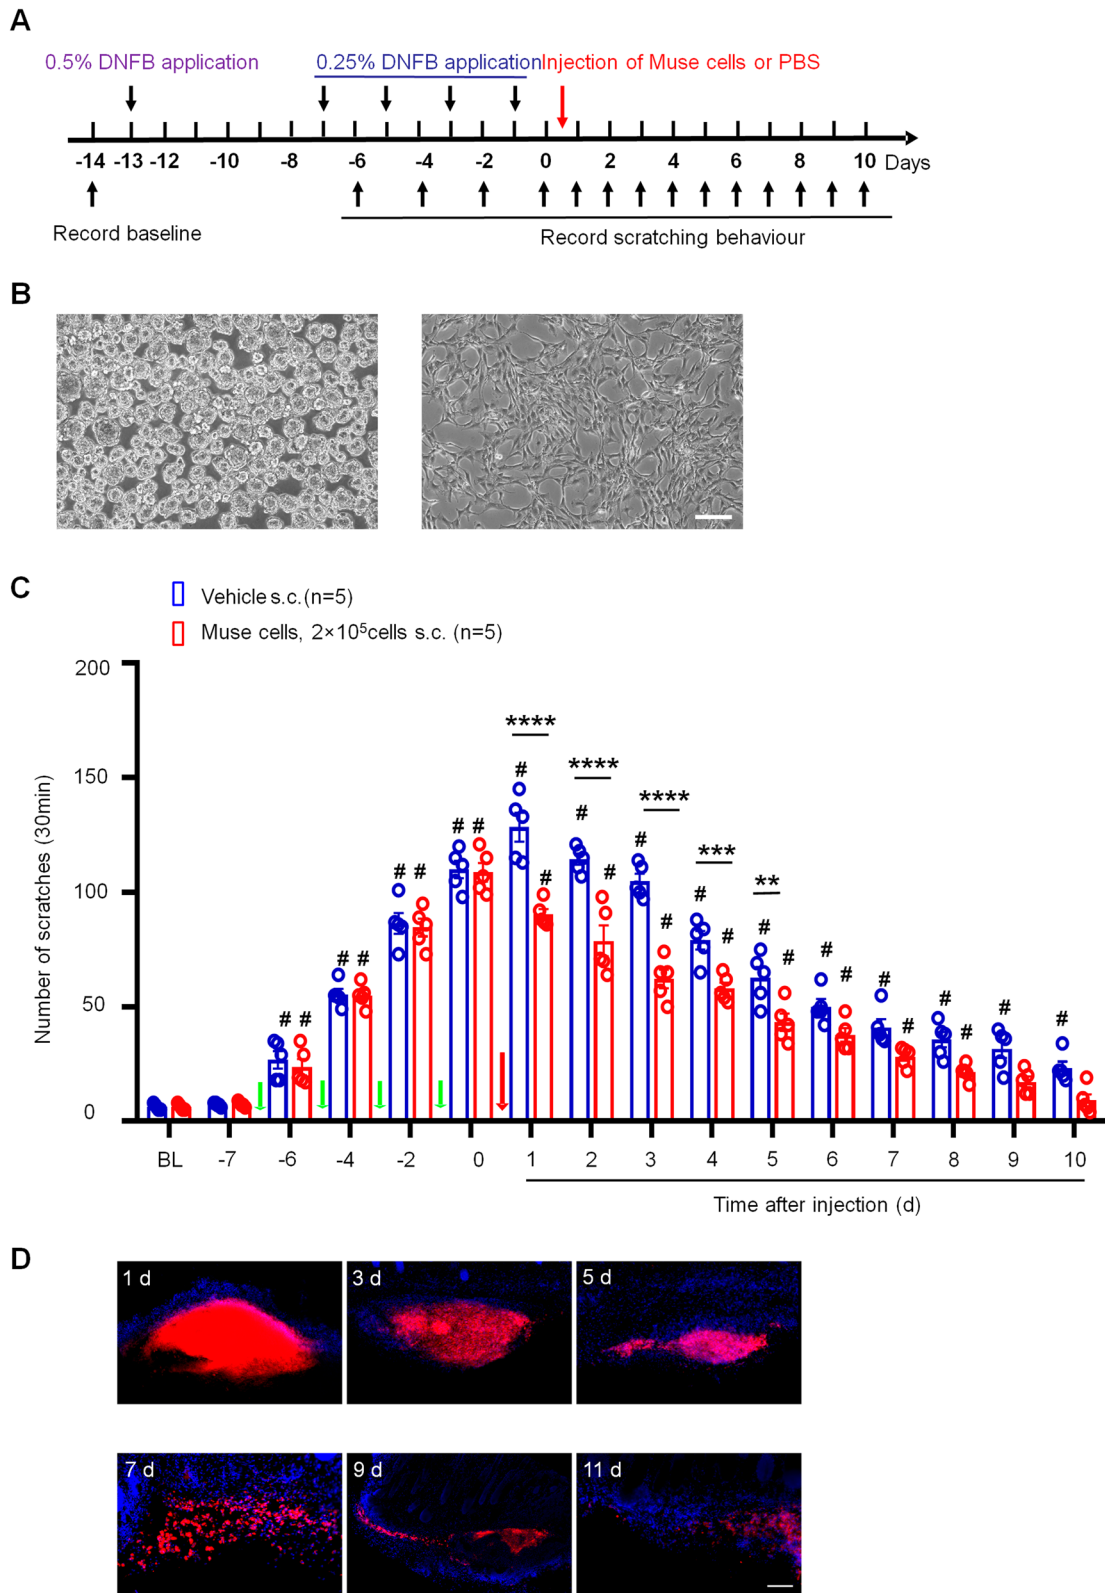 A
0.5% DNFB application
0.25% DNFB application
Injection of Muse cells or PBS
-14 -13 -12 -10 -8 -6 -4 -2 0 2 4 6 8 10 Days
Record baseline
Record scratching behaviour
B
C
Vehicle s.c.(n=5)
Muse cells, 2×10⁵cells s.c. (n=5)
Number of scratches (30min)
200
150
100
50
0
# # # # # # # # # # # # # # # # # # # # # # # # # #
**** **** **** *** **
BL -7 -6 -4 -2 0 1 2 3 4 5 6 7 8 9 10
Time after injection (d)
D
1 d
3 d
5 d
7 d
9 d
11 d